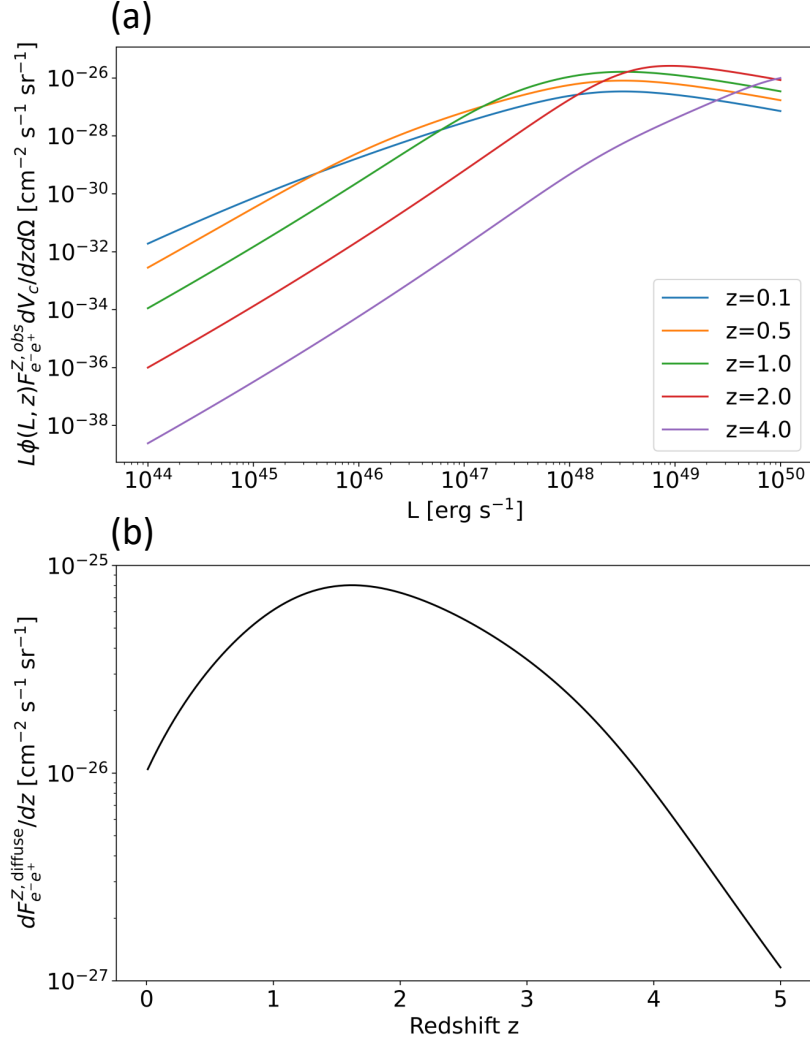 (a)
Lϕ(L, z)F^{Z,obs}_{e^-e^+}dV_c/dzdΩ [cm^{-2} s^{-1} sr^{-1}]
10^{-26}
10^{-28}
10^{-30}
10^{-32}
10^{-34}
10^{-36}
10^{-38}
z=0.1
z=0.5
z=1.0
z=2.0
z=4.0
10^{44} 10^{45} 10^{46} 10^{47} 10^{48} 10^{49} 10^{50}
L [erg s^{-1}]
(b)
dF^{Z,diffuse}_{e^-e^+}/dz [cm^{-2} s^{-1} sr^{-1}]
10^{-25}
10^{-26}
10^{-27}
0 1 2 3 4 5
Redshift z